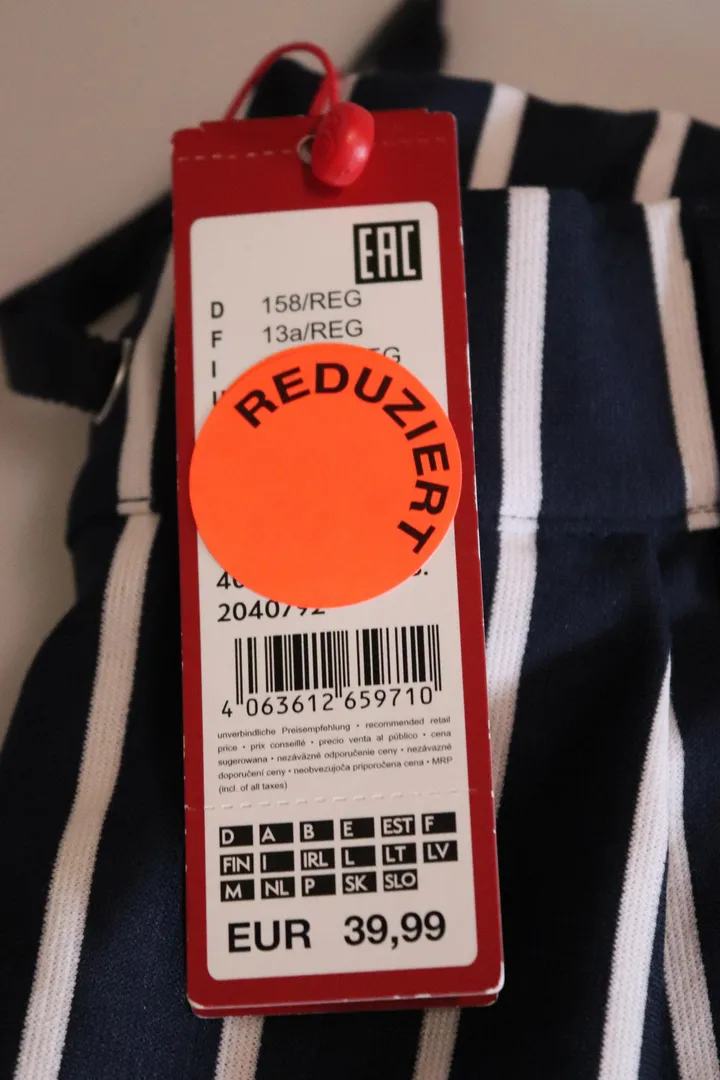 EAC
D 158/REG
F 13a/REG
I
REDUZIERT
2040792
4 063612 659710
unverbindliche Preisempfehlung • recommended retail
price • prix conseillé • precio venta al público • cena
sugerowana • nezáväzné odporučenie ceny • nezávazné
doporučení ceny • neobvezujoča priporočena cena • MRP
(incl. of all taxes)
D A B E EST F
FIN I IRL L LT LV
M NL P SK SLO
EUR 39,99